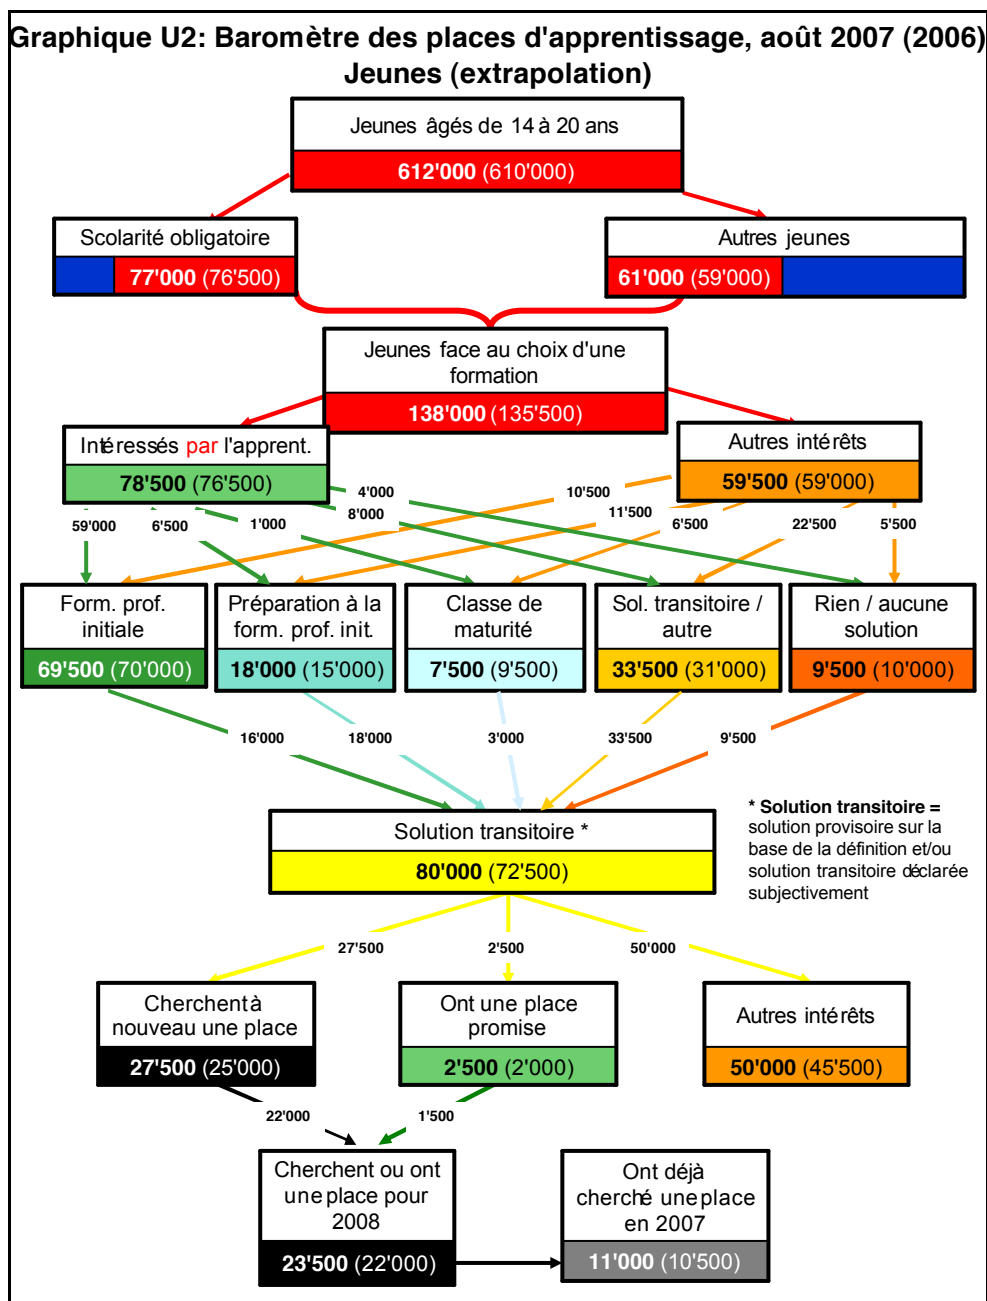 Graphique U2: Baromètre des places d'apprentissage, août 2007 (2006)
Jeunes (extrapolation)
Jeunes âgés de 14 à 20 ans
612'000 (610'000)
Scolarité obligatoire
77'000 (76'500)
Autres jeunes
61'000 (59'000)
Jeunes face au choix d'une
formation
138'000 (135'500)
Intéressés par l'apprent.
78'500 (76'500)
Autres intérêts
59'500 (59'000)
59'000
6'500
1'000
8'000
4'000
10'500
11'500
6'500
22'500
5'500
Form. prof.
initiale
69'500 (70'000)
Préparation à la
form. prof. init.
18'000 (15'000)
Classe de
maturité
7'500 (9'500)
Sol. transitoire /
autre
33'500 (31'000)
Rien / aucune
solution
9'500 (10'000)
16'000
18'000
3'000
33'500
9'500
Solution transitoire *
80'000 (72'500)
* Solution transitoire =
solution provisoire sur la
base de la définition et/ou
solution transitoire déclarée
subjectivement
27'500
2'500
50'000
Cherchent à
nouveau une place
27'500 (25'000)
Ont une place
promise
2'500 (2'000)
Autres intérêts
50'000 (45'500)
22'000
1'500
Cherchent ou ont
une place pour
2008
23'500 (22'000)
Ont déjà
cherché une place
en 2007
11'000 (10'500)